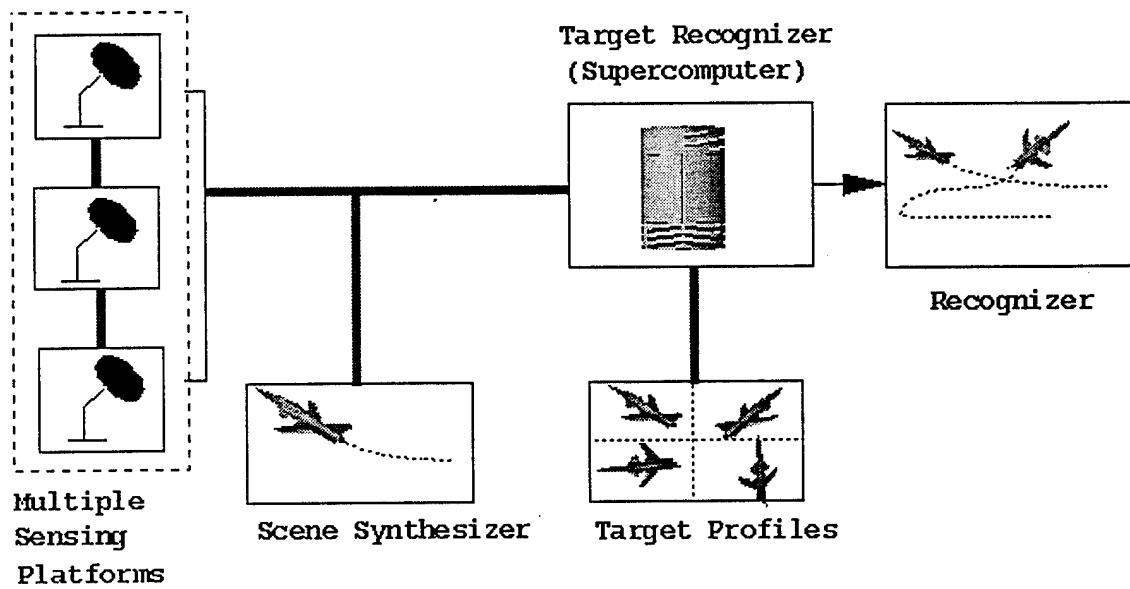 Target Recognizer
(Supercomputer)
Recognizer
Multiple
Sensing
Platforms
Scene Synthesizer
Target Profiles